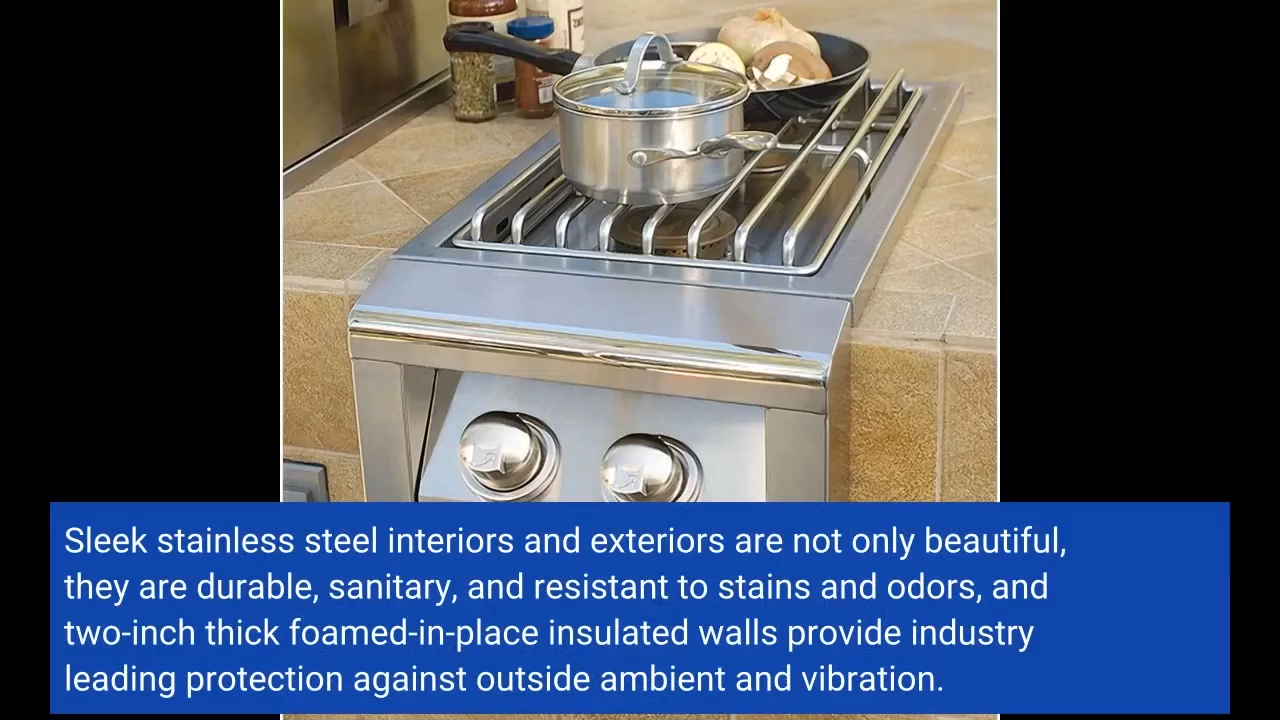 Sleek stainless steel interiors and exteriors are not only beautiful,
they are durable, sanitary, and resistant to stains and odors, and
two-inch thick foamed-in-place insulated walls provide industry
leading protection against outside ambient and vibration.